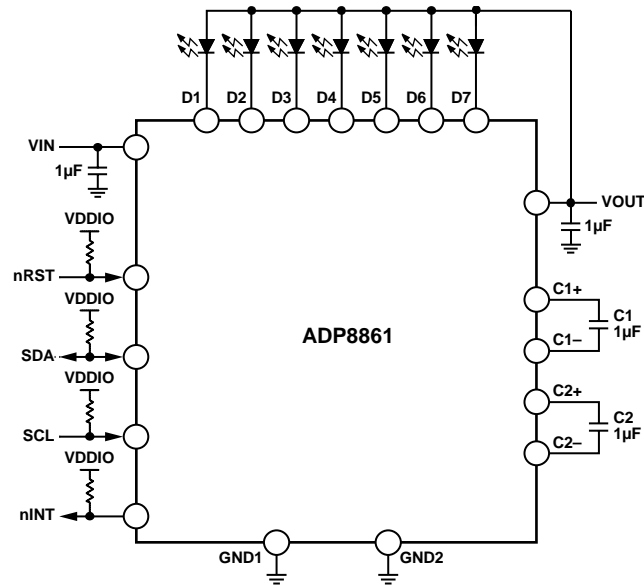 D1 D2 D3 D4 D5 D6 D7
VIN
1µF
VOUT
1µF
VDDIO
nRST
VDDIO
SDA
VDDIO
SCL
VDDIO
nINT
ADP8861
C1+
C1
1µF
C1–
C2+
C2
1µF
C2–
GND1
GND2